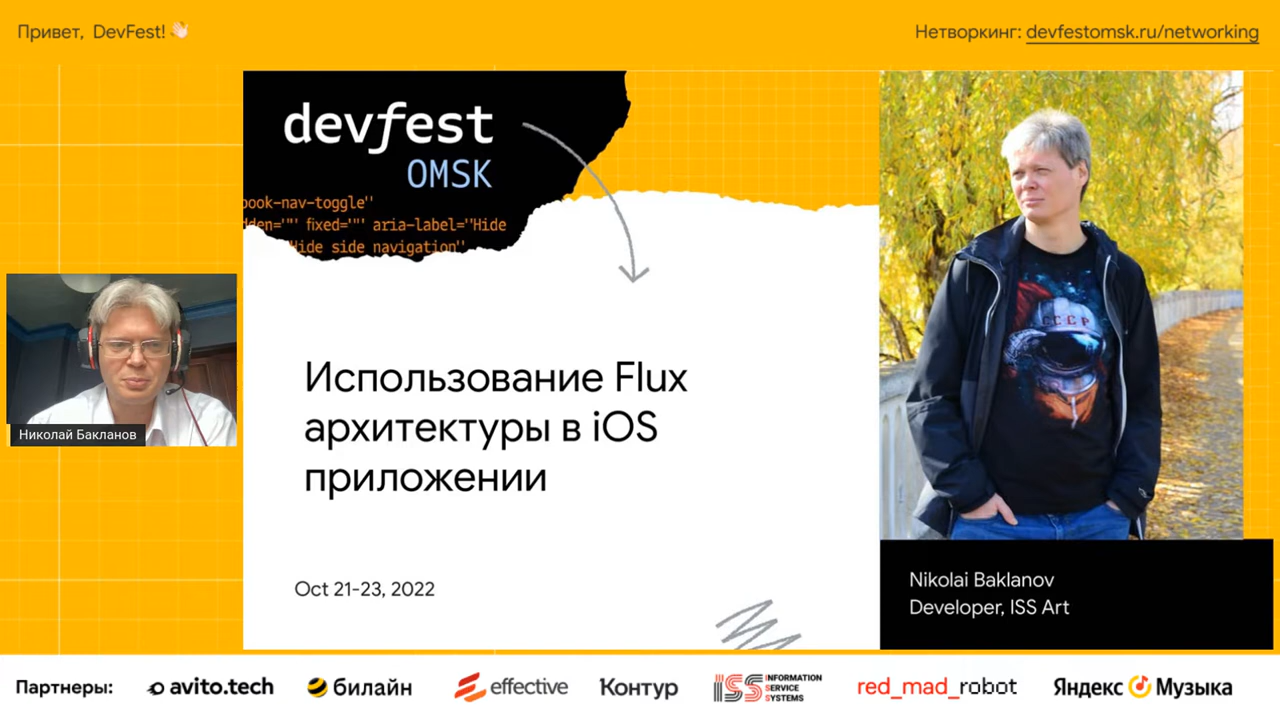 Привет, DevFest!
Нетворкинг: devfestomsk.ru/networking
devfest
OMSK
book-nav-toggle"
dden="" fixed="" aria-label="Hide
"Hide side navigation"
СССР
Николай Бакланов
Использование Flux
архитектуры в iOS
приложении
Oct 21-23, 2022
Nikolai Baklanov
Developer, ISS Art
Партнеры:
avito.tech
билайн
effective
Контур
ISS INFORMATION
SERVICE
SYSTEMS
red_mad_robot
Яндекс Музыка